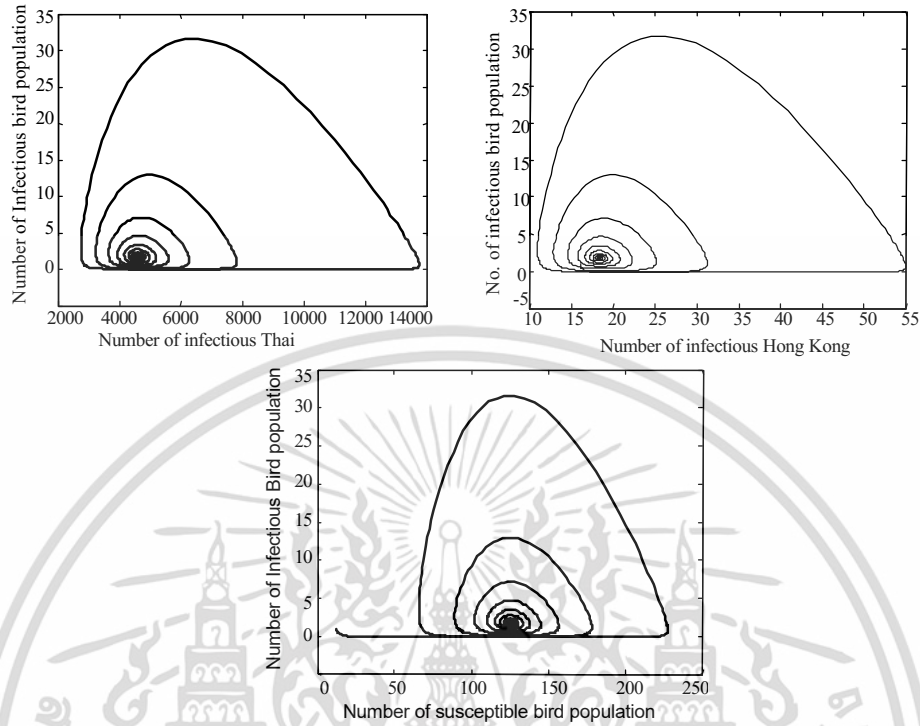 35
30
25
20
15
10
5
0
Number of Infectious bird population
2000 4000 6000 8000 10000 12000 14000
Number of infectious Thai
35
30
25
20
15
10
5
0
-5
No. of infectious bird population
10 15 20 25 30 35 40 45 50 55
Number of infectious Hong Kong
35
30
25
20
15
10
5
0
Number of Infectious Bird population
0 50 100 150 200 250
Number of susceptible bird population